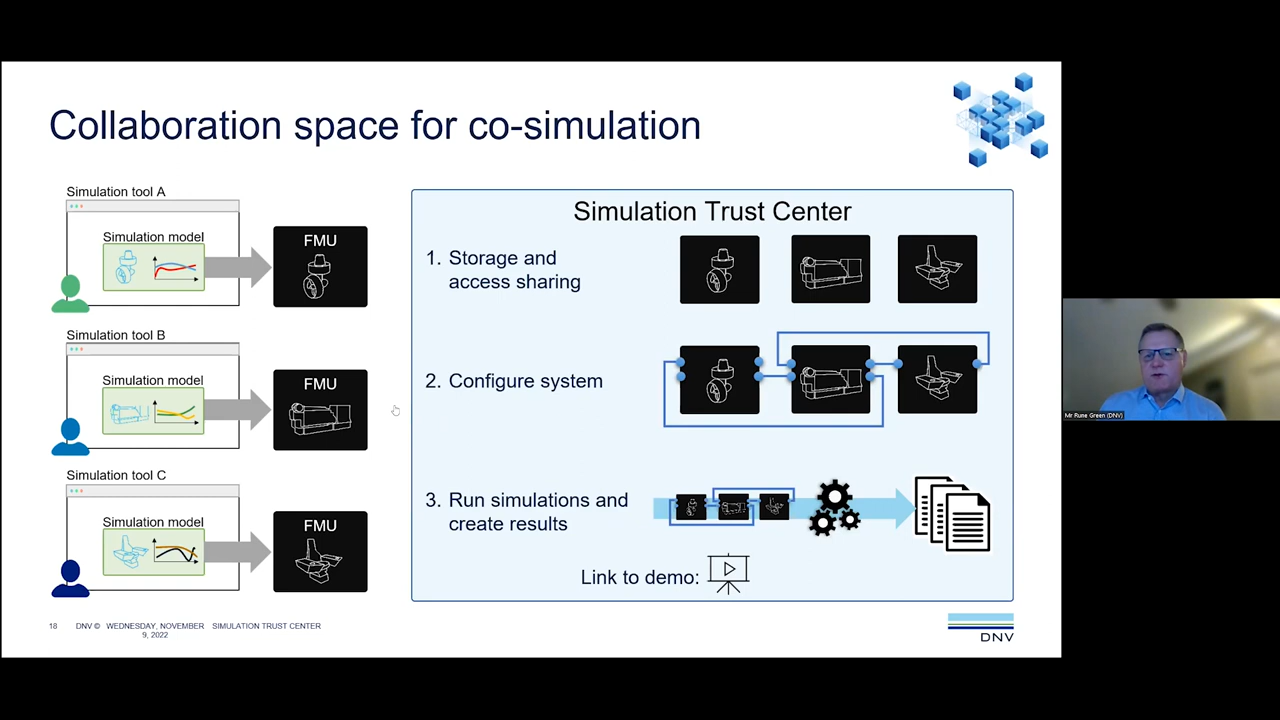 Collaboration space for co-simulation
Simulation tool A
Simulation model
FMU
Simulation tool B
Simulation model
FMU
Simulation tool C
Simulation model
FMU
Simulation Trust Center
1. Storage and
access sharing
2. Configure system
3. Run simulations and
create results
Link to demo:
18 DNV © WEDNESDAY, NOVEMBER
9, 2022
SIMULATION TRUST CENTER
DNV
Mr Rune Green (DNV)